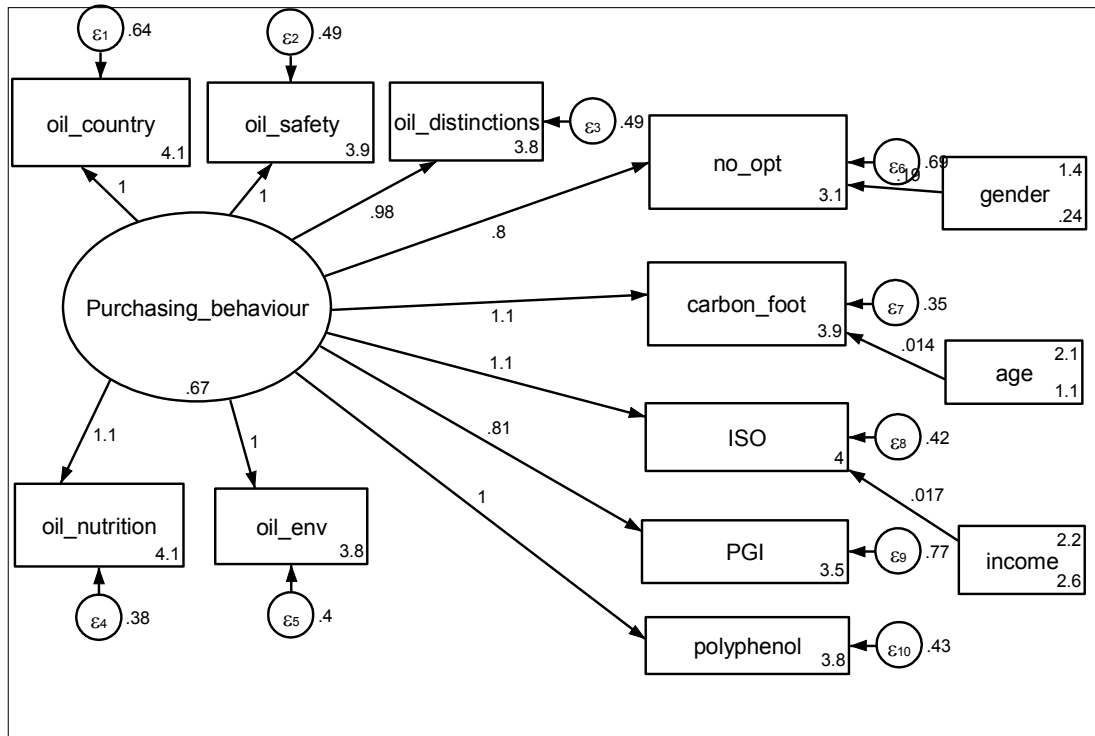 ε1 .64
ε2 .49
oil_country
4.1
oil_safety
3.9
oil_distinctions
3.8
ε3 .49
no_opt
3.1
ε6 .69
.19
gender
1.4
.24
1
1
.98
.8
Purchasing_behaviour
.67
1.1
carbon_foot
3.9
ε7 .35
.014
age
2.1
1.1
1.1
ISO
4
ε8 .42
.017
income
2.2
2.6
.81
PGI
3.5
ε9 .77
1
polyphenol
3.8
ε10 .43
1.1
1
oil_nutrition
4.1
oil_env
3.8
ε4 .38
ε5 .4